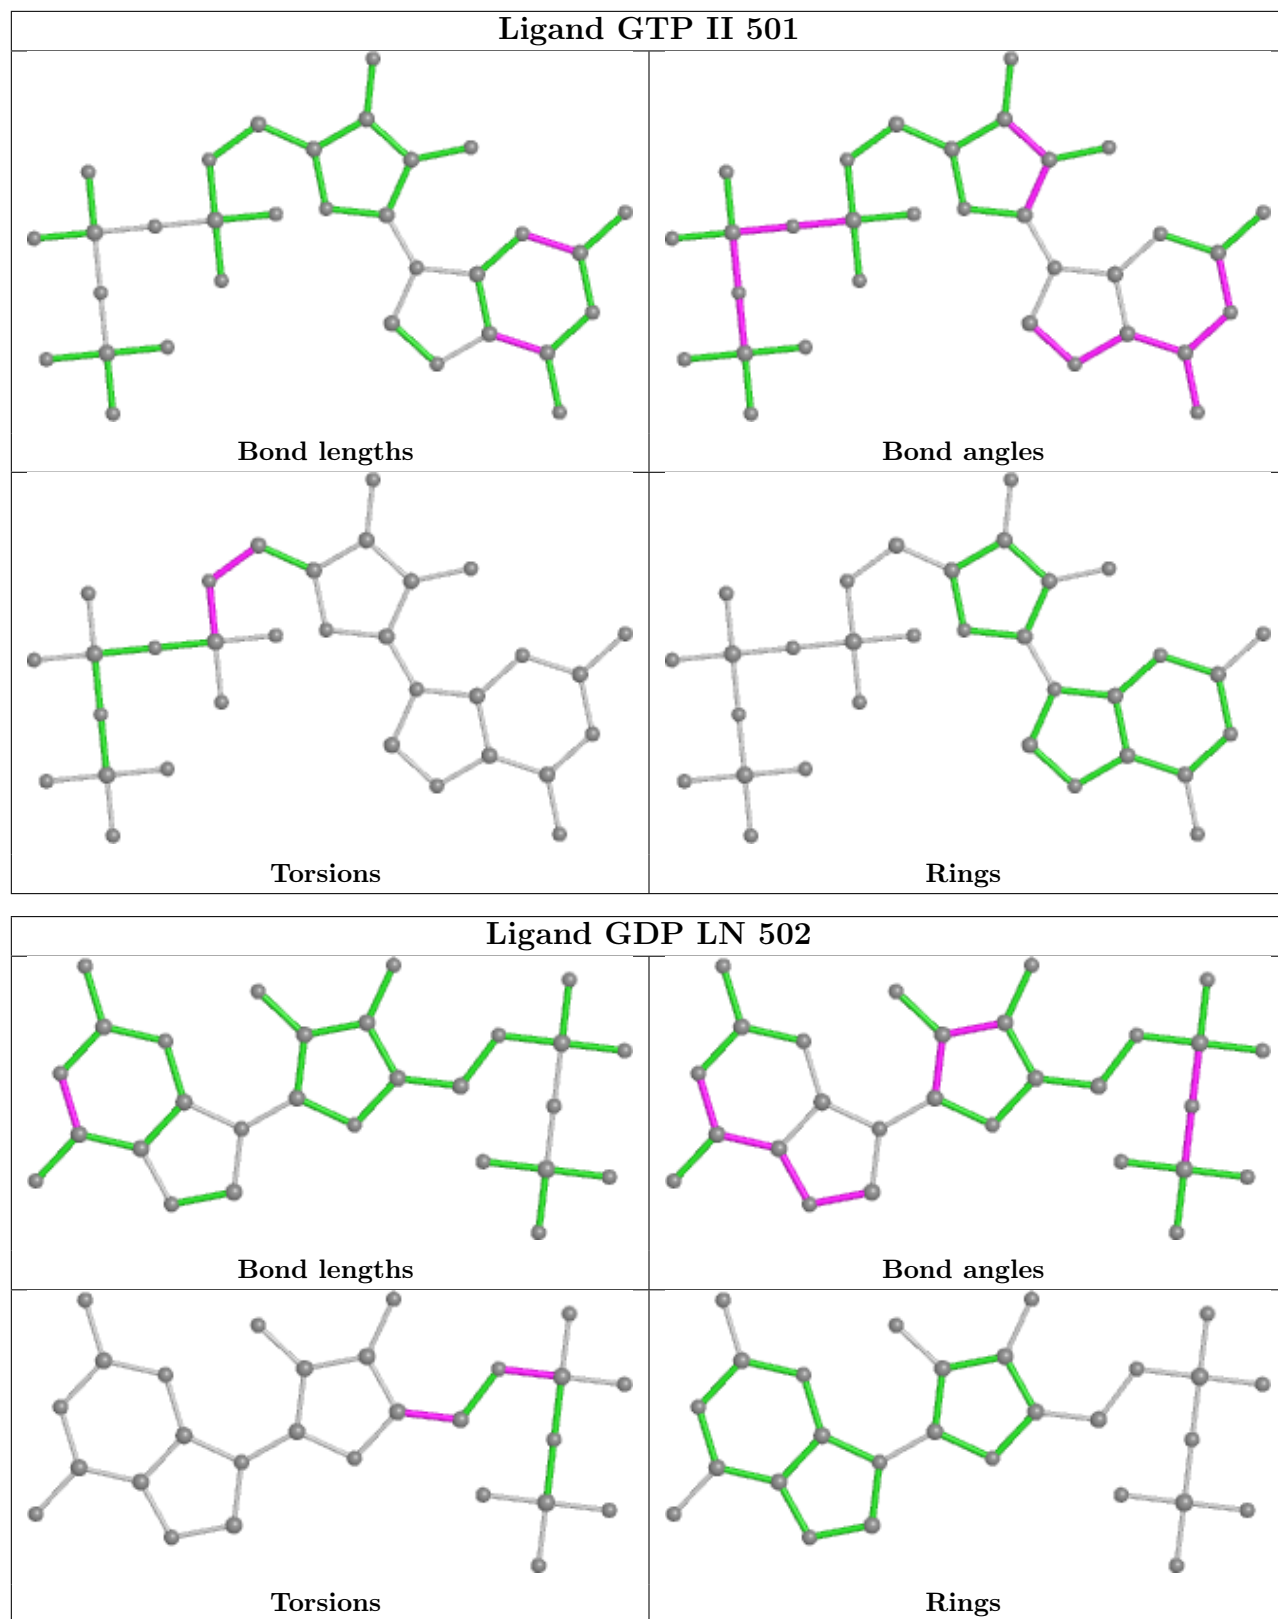 Ligand GTP II 501
Bond lengths
Bond angles
Torsions
Rings
Ligand GDP LN 502
Bond lengths
Bond angles
Torsions
Rings